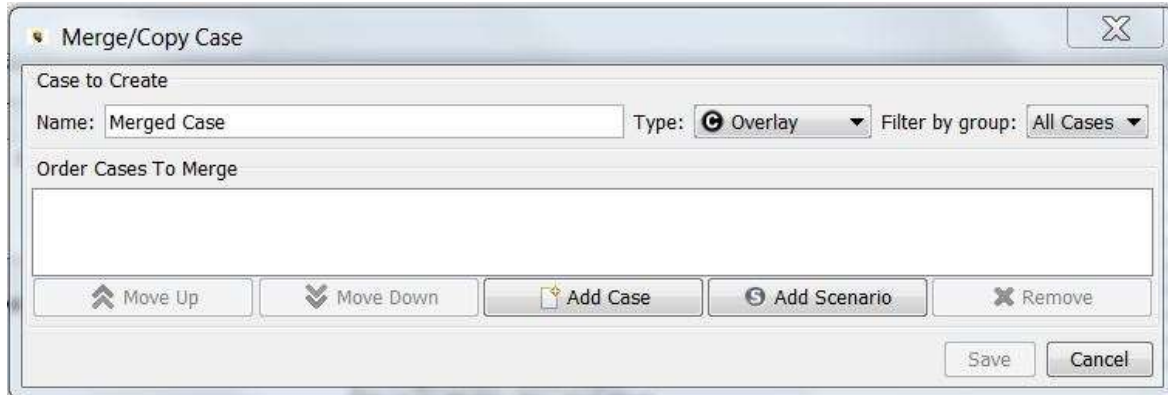 Merge/Copy Case
Case to Create
Name: Merged Case Type: C Overlay Filter by group: All Cases
Order Cases To Merge
Move Up Move Down Add Case S Add Scenario Remove
Save Cancel